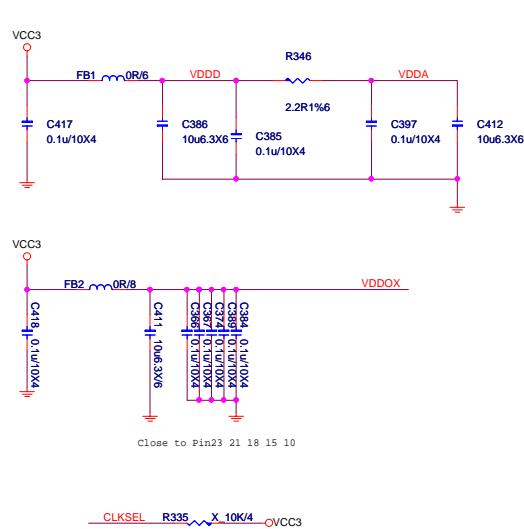 VCC3
R346
FB1 0R/6 VDDD VDDA
2.2R1%6
C417 0.1u/10X4
C386 10u6.3X6
C385 0.1u/10X4
C397 0.1u/10X4
C412 10u6.3X6
VCC3
FB2 0R/8 VDDOX
C418 0.1u/10X4
C411 10u6.3X/6
C366 0.1u/10X4
C367 0.1u/10X4
C374 0.1u/10X4
C389 0.1u/10X4
C384 0.1u/10X4
Close to Pin23 21 18 15 10
CLKSEL R335 X_10K/4 VCC3